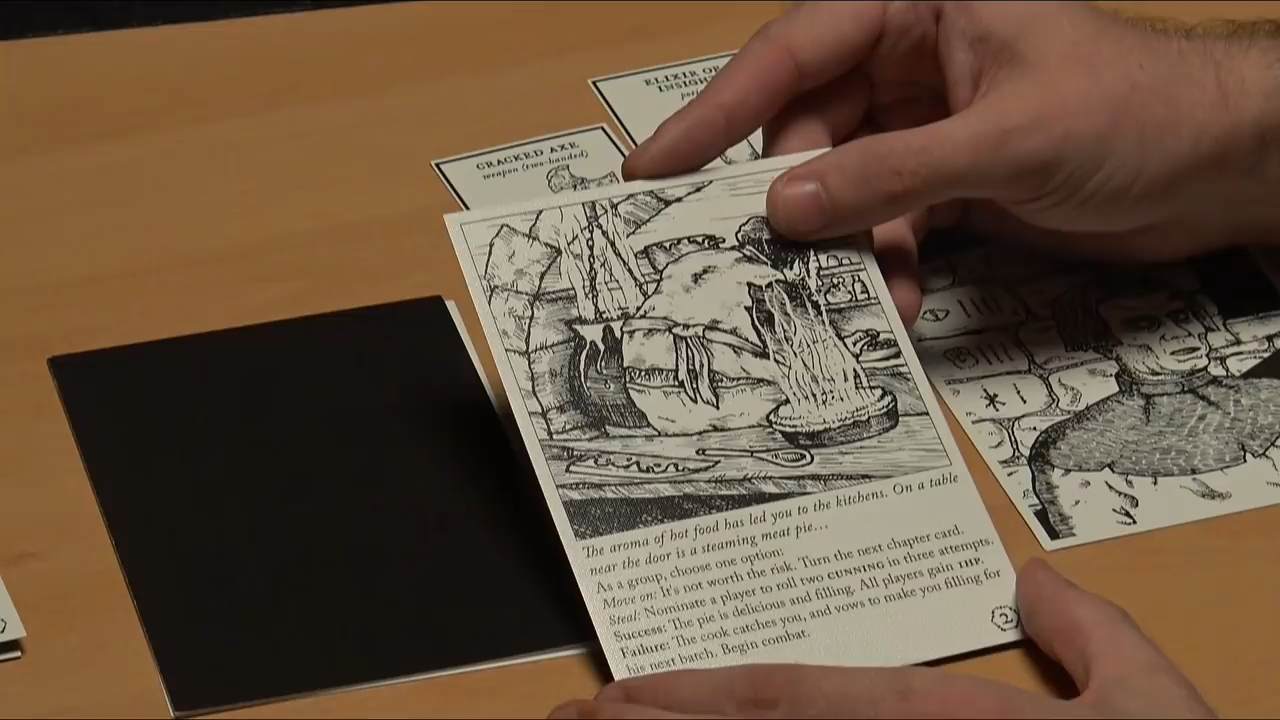 ELIXIR OF
INSIGHT
CRACKED AXE
weapon (two-handed)
The aroma of hot food has led you to the kitchens. On a table
near the door is a steaming meat pie...
As a group, choose one option:
Move on: It's not worth the risk. Turn the next chapter card.
Steal: Nominate a player to roll two CUNNING in three attempts.
Success: The pie is delicious and filling. All players gain 1HP.
Failure: The cook catches you, and vows to make you filling for
his next batch. Begin combat.
2